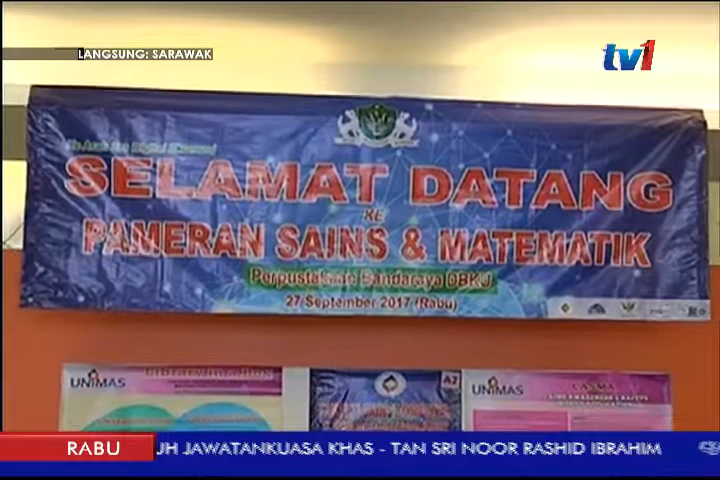 LANGSUNG: SARAWAK
tv1
SELAMAT DATANG
KE
PAMERAN SAINS & MATEMATIK
Perpustakaan Bandaraya DBKU
27 September 2017 (Rabu)
UNIMAS
A2
UNIMAS
RABU
UH JAWATANKUASA KHAS - TAN SRI NOOR RASHID IBRAHIM